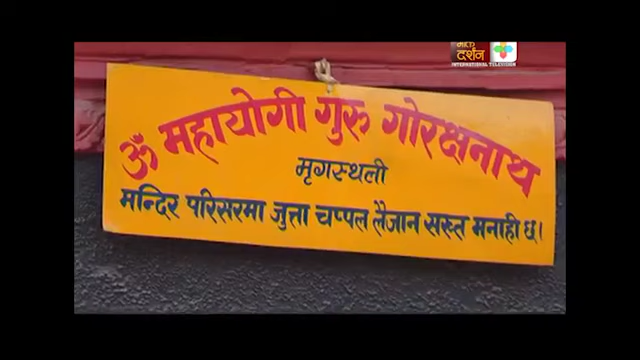 दर्शन
INTERNATIONAL TELEVISION
ॐ महायोगी गुरु गोरक्षनाथ
मृगस्थली
मन्दिर परिसरमा जुत्ता चप्पल लैजान सख्त मनाही छ।